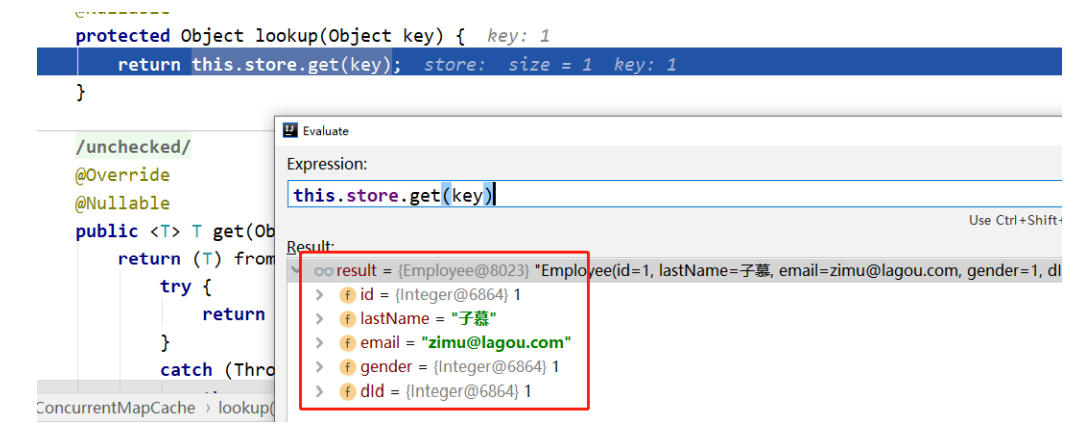 @Nullable
protected Object lookup(Object key) {  key: 1
return this.store.get(key);  store:  size = 1  key: 1
}
/unchecked/
@Override
@Nullable
public <T> T get(Ob
return (T) from
try {
return
}
catch (Thro
ConcurrentMapCache › lookup(
Evaluate
Expression:
this.store.get(key)
Use Ctrl+Shift+
Result:
oo result = {Employee@8023} "Employee(id=1, lastName=子慕, email=zimu@lagou.com, gender=1, dI
f id = {Integer@6864} 1
f lastName = "子慕"
f email = "zimu@lagou.com"
f gender = {Integer@6864} 1
f dId = {Integer@6864} 1